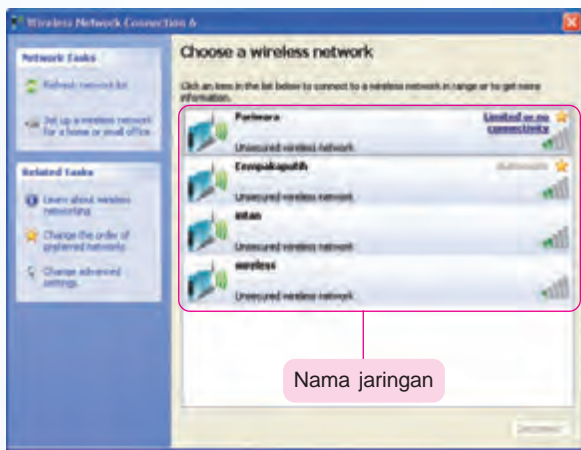 Wireless Network Connection 6
Network Tasks
Refresh network list
Set up a wireless network
for a home or small office
Related Tasks
Learn about wireless
networking
Change the order of
preferred networks
Change advanced
settings
Choose a wireless network
Click an item in the list below to connect to a wireless network in range or to get more
information.
Limited or no
connectivity
Unsecured wireless network
Cempakaputih
Automatic
Unsecured wireless network
intan
Unsecured wireless network
wireless
Unsecured wireless network
Nama jaringan